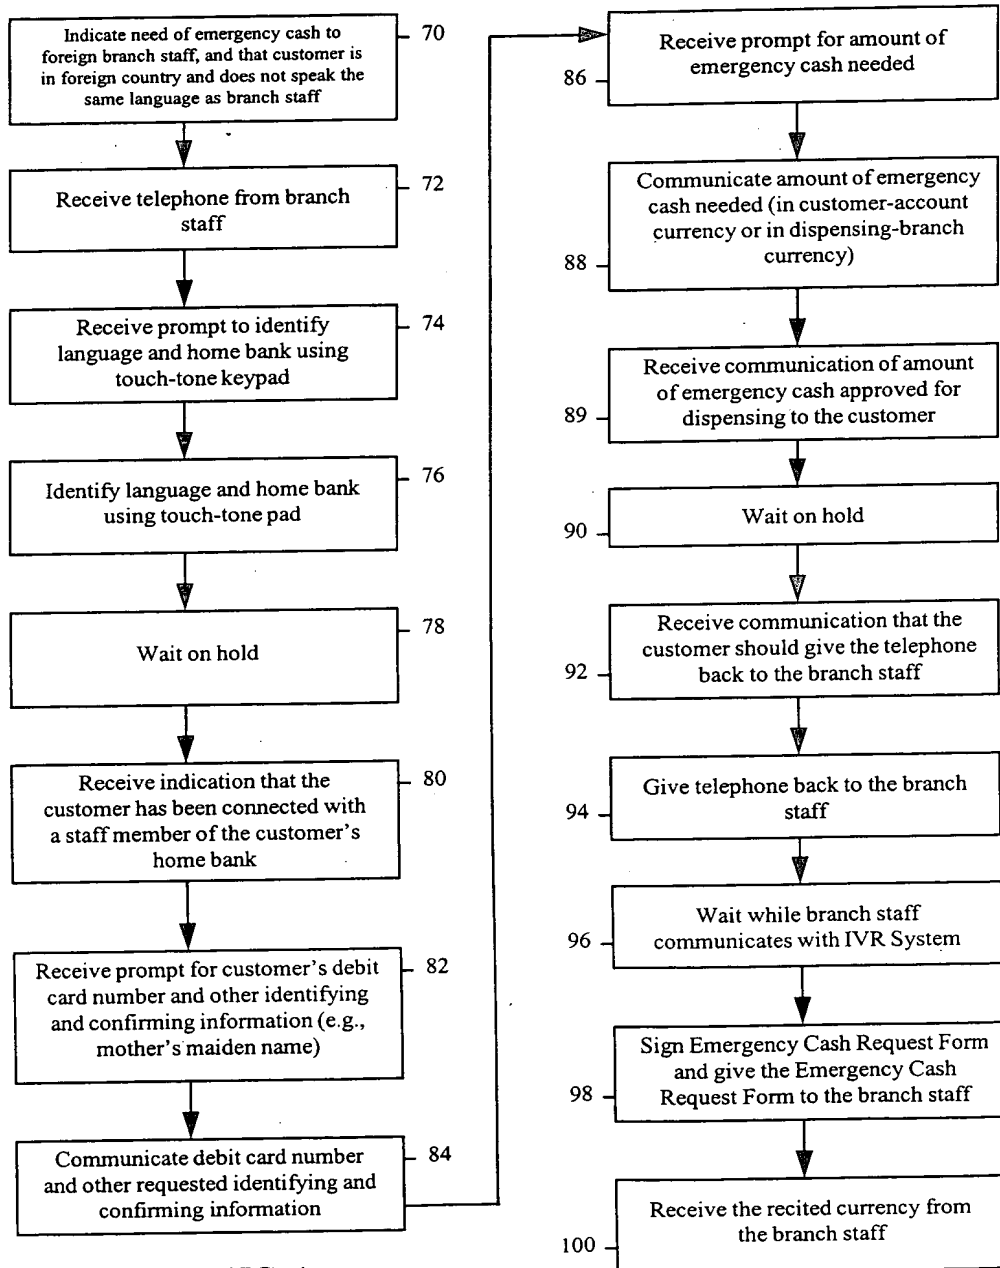 Indicate need of emergency cash to
foreign branch staff, and that customer is
in foreign country and does not speak the
same language as branch staff
70
Receive telephone from branch
staff
72
Receive prompt to identify
language and home bank using
touch-tone keypad
74
Identify language and home bank
using touch-tone pad
76
Wait on hold
78
Receive indication that the
customer has been connected with
a staff member of the customer's
home bank
80
Receive prompt for customer's debit
card number and other identifying
and confirming information (e.g.,
mother's maiden name)
82
Communicate debit card number
and other requested identifying and
confirming information
84
Receive prompt for amount of
emergency cash needed
86
Communicate amount of emergency
cash needed (in customer-account
currency or in dispensing-branch
currency)
88
Receive communication of amount
of emergency cash approved for
dispensing to the customer
89
Wait on hold
90
Receive communication that the
customer should give the telephone
back to the branch staff
92
Give telephone back to the branch
staff
94
Wait while branch staff
communicates with IVR System
96
Sign Emergency Cash Request Form
and give the Emergency Cash
Request Form to the branch staff
98
Receive the recited currency from
the branch staff
100